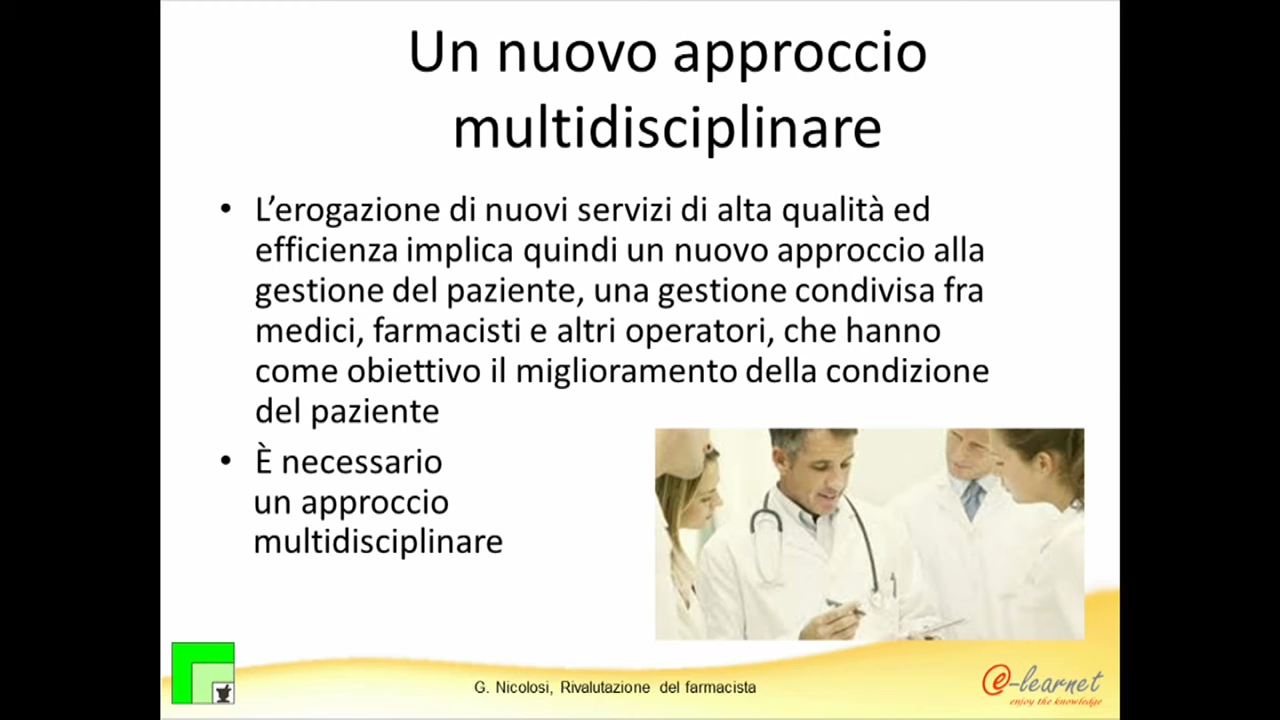 Un nuovo approccio
multidisciplinare
• L’erogazione di nuovi servizi di alta qualità ed
efficienza implica quindi un nuovo approccio alla
gestione del paziente, una gestione condivisa fra
medici, farmacisti e altri operatori, che hanno
come obiettivo il miglioramento della condizione
del paziente
• È necessario
un approccio
multidisciplinare
G. Nicolosi, Rivalutazione del farmacista
e-learnet
enjoy the knowledge